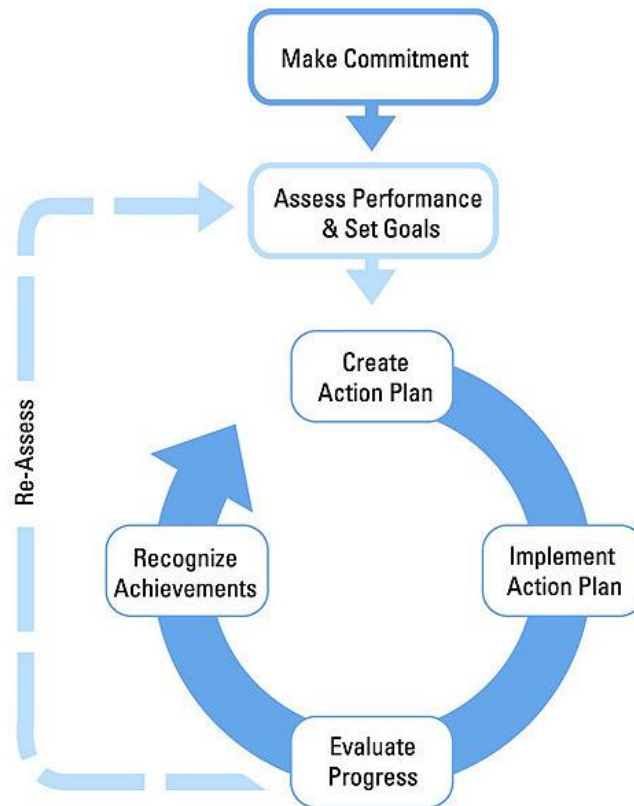 Make Commitment
Assess Performance
& Set Goals
Create
Action Plan
Re-Assess
Recognize
Achievements
Implement
Action Plan
Evaluate
Progress